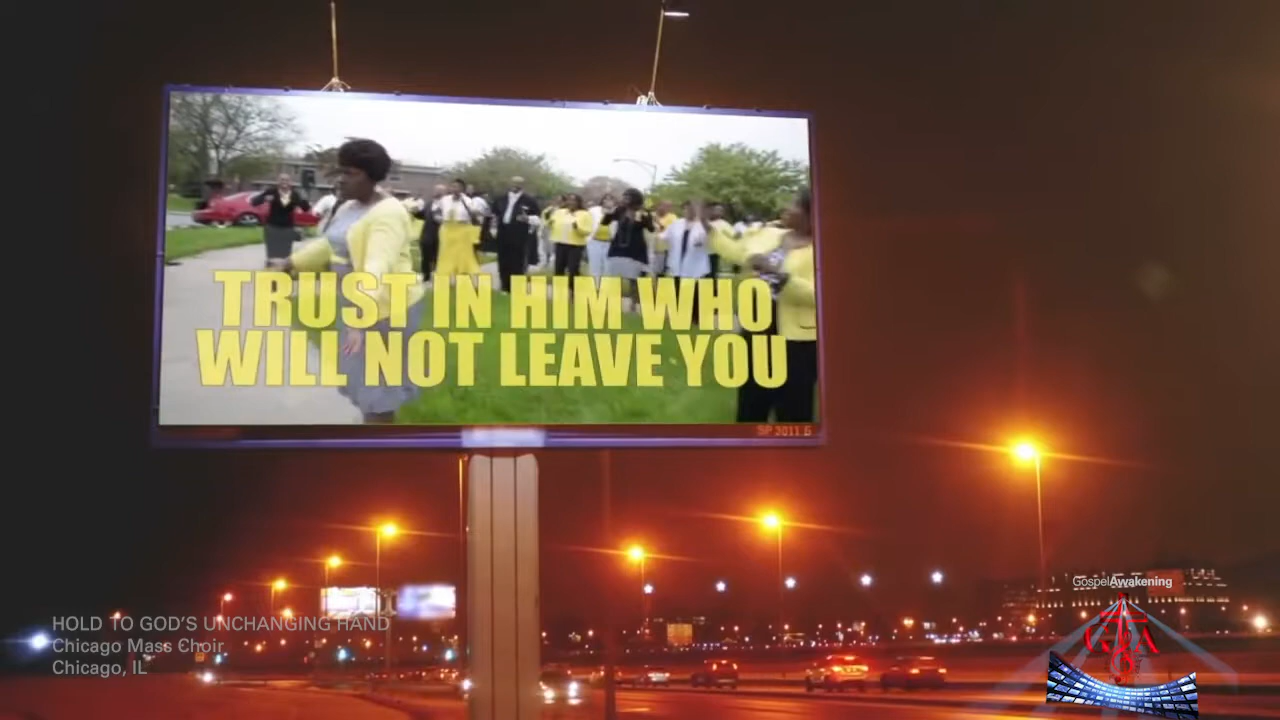 TRUST IN HIM WHO
WILL NOT LEAVE YOU
SP 2011 6
HOLD TO GOD'S UNCHANGING HAND
Chicago Mass Choir
Chicago, IL
GospelAwakening